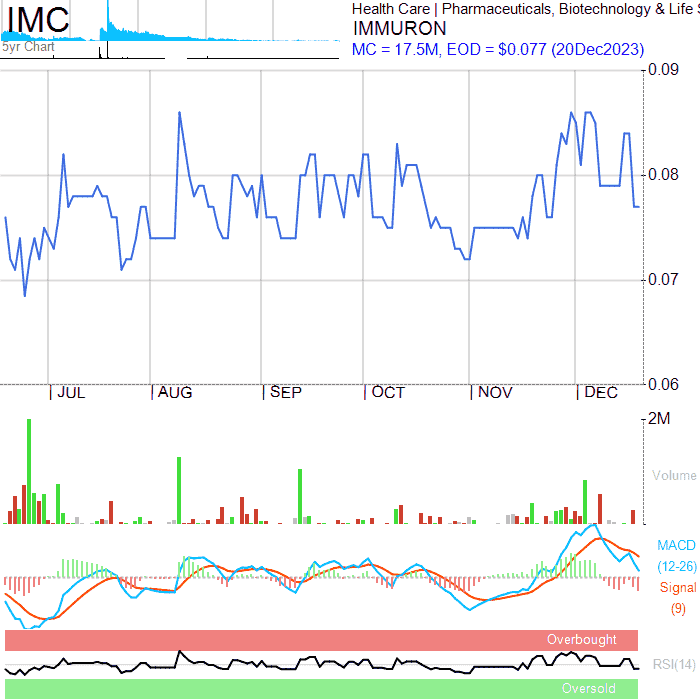 IMC
5yr Chart
Health Care | Pharmaceuticals, Biotechnology & Life S
IMMURON
MC = 17.5M, EOD = $0.077 (20Dec2023)
0.09
0.08
0.07
0.06
JUL AUG SEP OCT NOV DEC
2M
Volume
MACD
(12-26)
Signal
(9)
Overbought
RSI(14)
Oversold